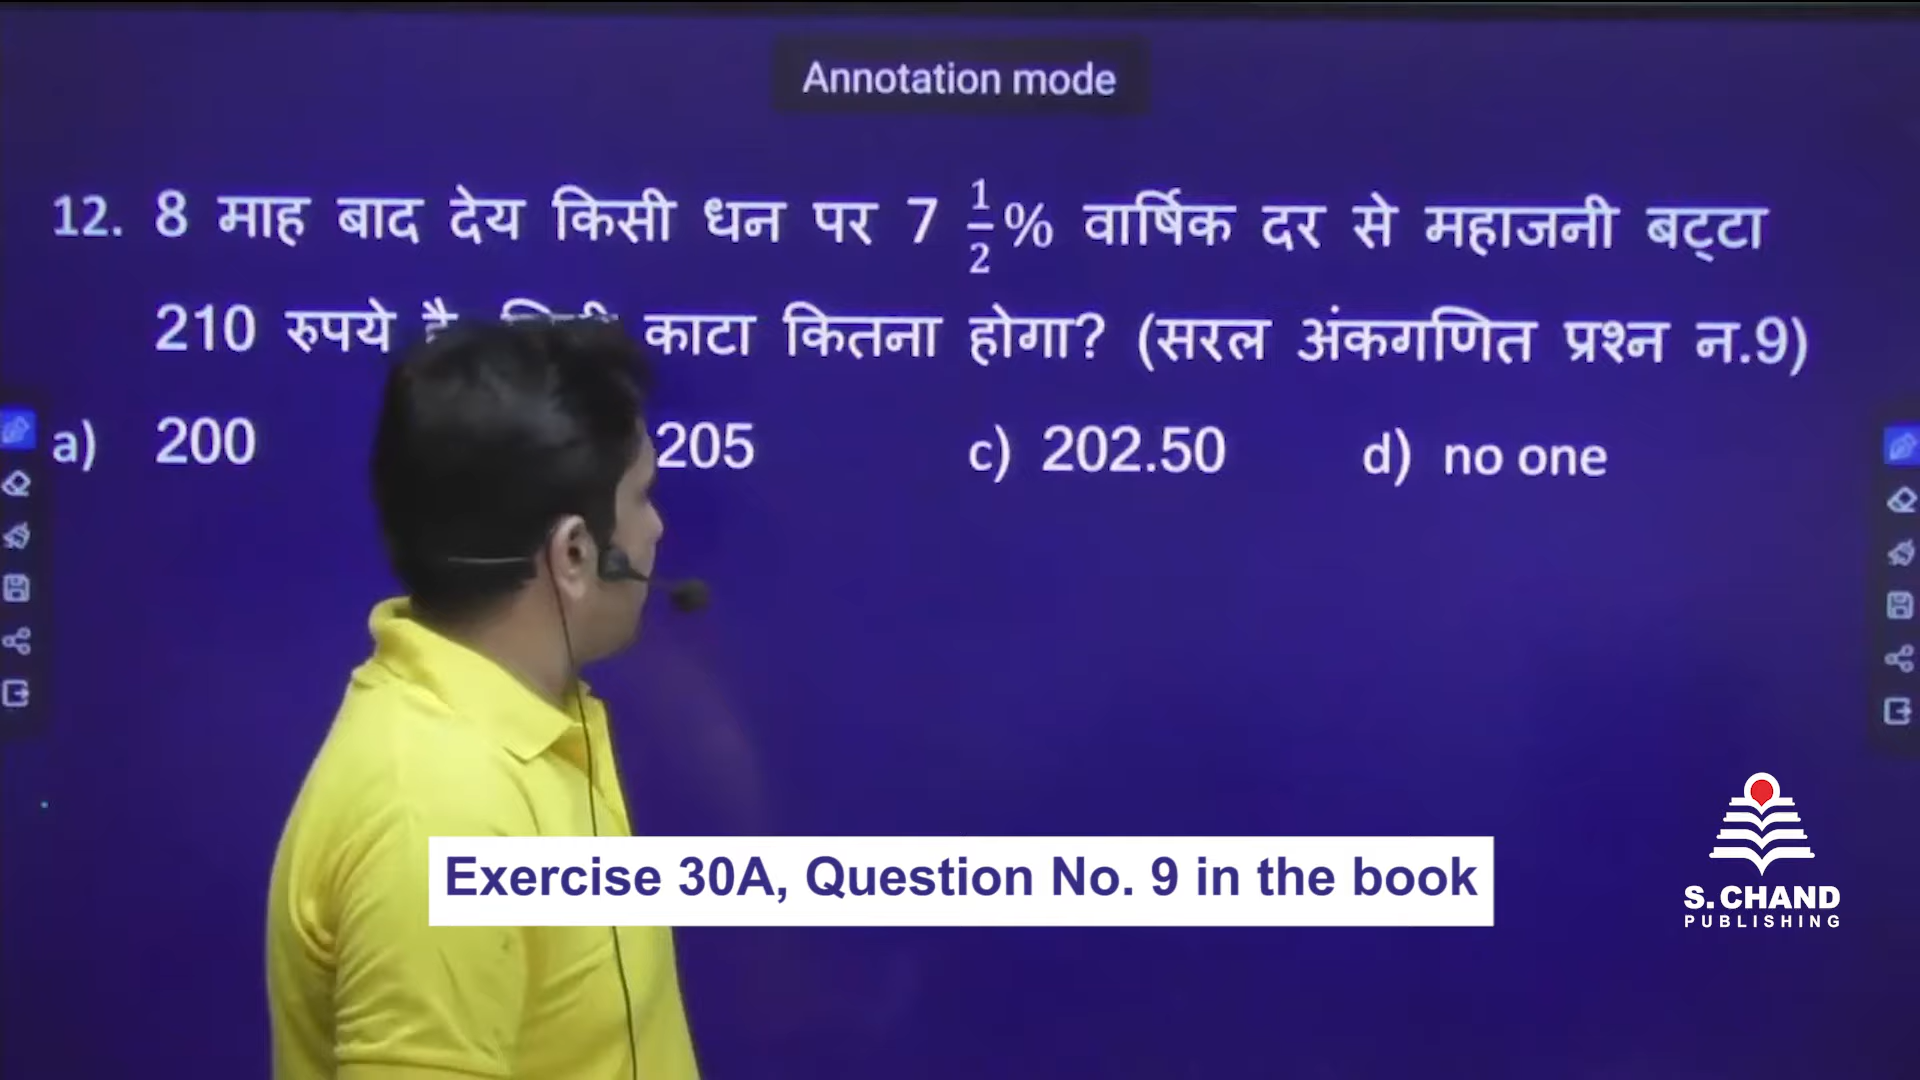 Annotation mode
12. 8 माह बाद देय किसी धन पर 7 1/2% वार्षिक दर से महाजनी बट्टा
210 रुपये है काटा कितना होगा? (सरल अंकगणित प्रश्न न.9)
a) 200 205 c) 202.50 d) no one
Exercise 30A, Question No. 9 in the book
S. CHAND
PUBLISHING